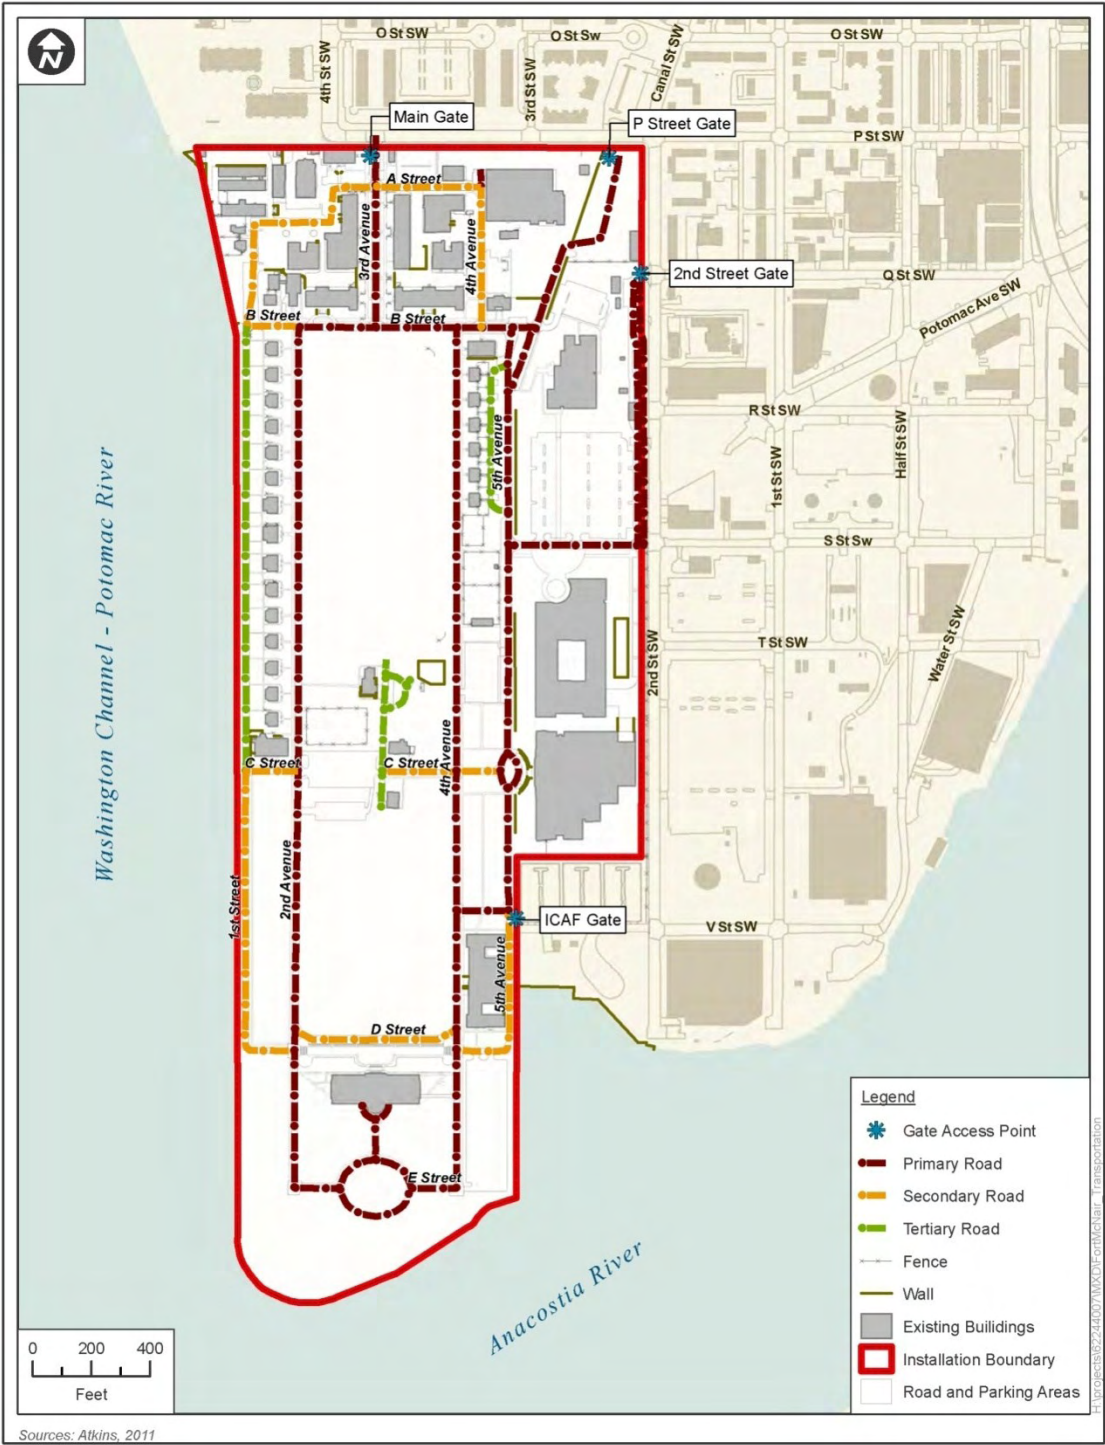 N
O St SW
O St Sw
O St SW
4th St SW
3rd St SW
Canal St SW
Main Gate
P Street Gate
P St SW
A Street
3rd Avenue
4th Avenue
2nd Street Gate
Q St SW
Potomac Ave SW
B Street
B Street
R St SW
5th Avenue
1st St SW
Half St SW
S St Sw
Washington Channel - Potomac River
T St SW
2nd St SW
Water St SW
C Street
C Street
4th Avenue
2nd Avenue
1st Street
ICAF Gate
V St SW
5th Avenue
D Street
E Street
Anacostia River
Legend
Gate Access Point
Primary Road
Secondary Road
Tertiary Road
Fence
Wall
Existing Builidings
Installation Boundary
Road and Parking Areas
0 200 400
Feet
H:\projects\62244007\MXD\FortMcNair_Transportation
Sources: Atkins, 2011